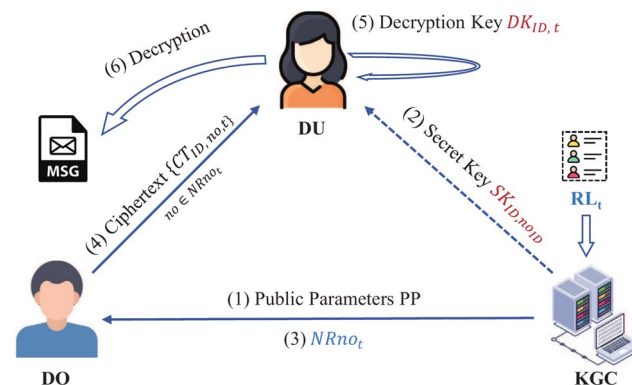 (5) Decryption Key DK_{ID, t}
(6) Decryption
DU
MSG
(2) Secret Key SK_{ID,no_{ID}}
RL_t
(4) Ciphertext {CT_{ID,no,t}}
no ∈ NRno_t
(1) Public Parameters PP
(3) NRno_t
DO
KGC